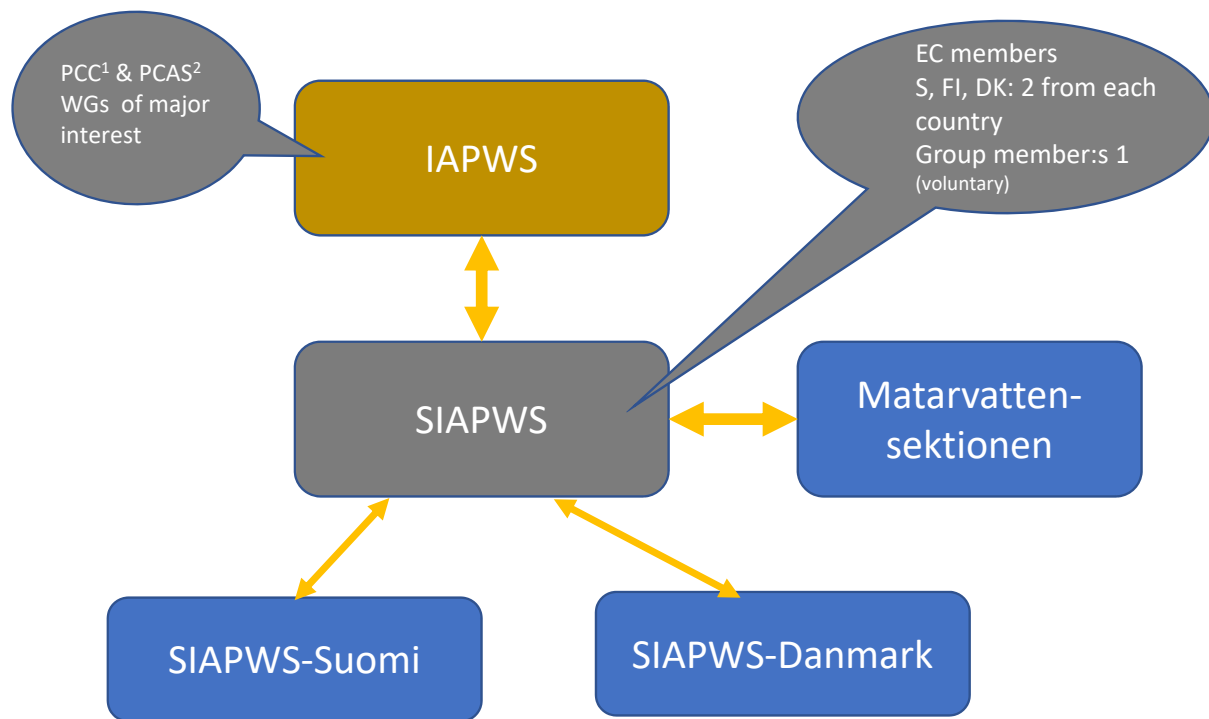 PCC¹ & PCAS²
WGs of major
interest
EC members
S, FI, DK: 2 from each
country
Group member:s 1
(voluntary)
IAPWS
SIAPWS
Matarvatten-
sektionen
SIAPWS-Suomi
SIAPWS-Danmark